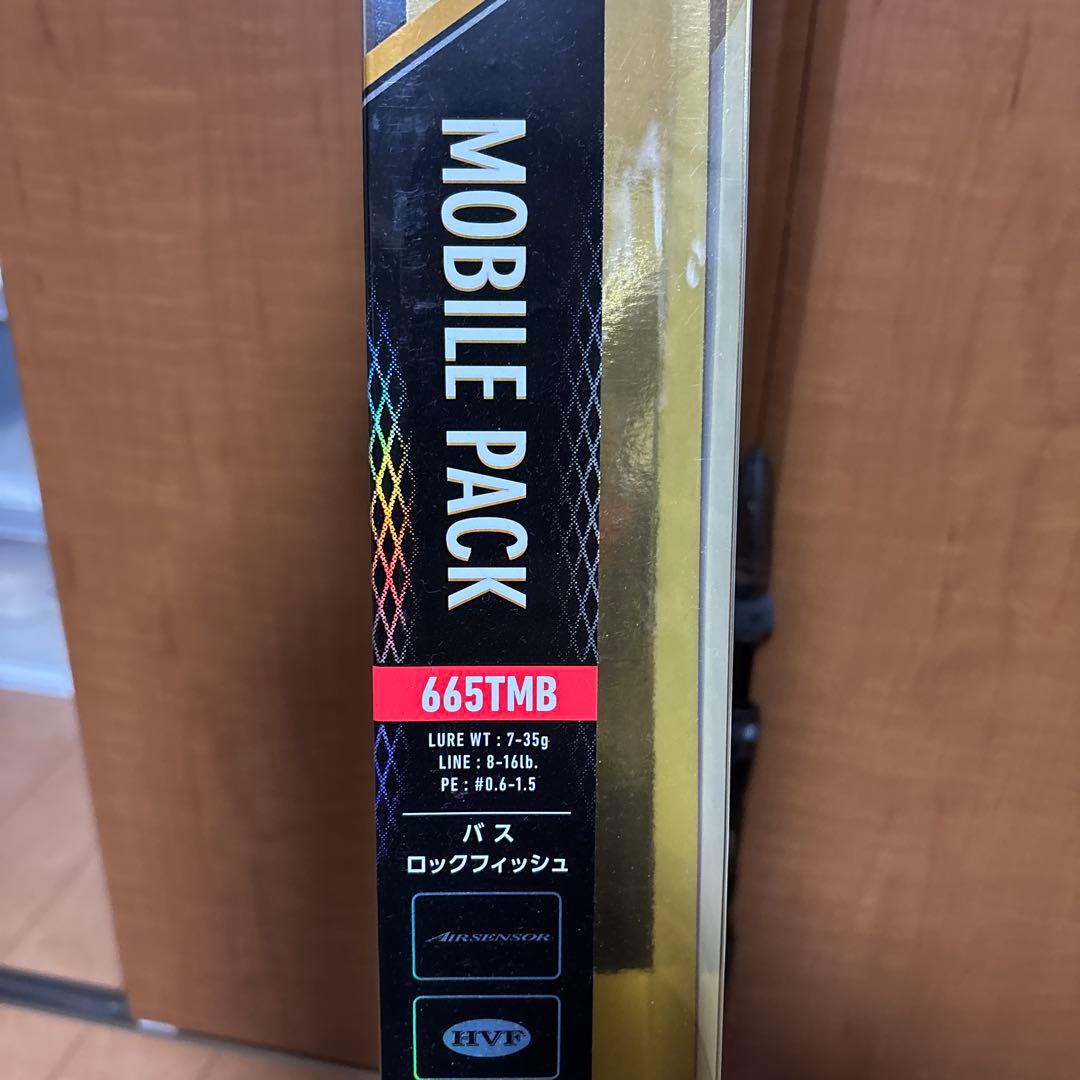 MOBILE PACK
665TMB
LURE WT : 7-35g
LINE : 8-16lb.
PE : #0.6-1.5
バス
ロックフィッシュ
AIRSENSOR
HVF